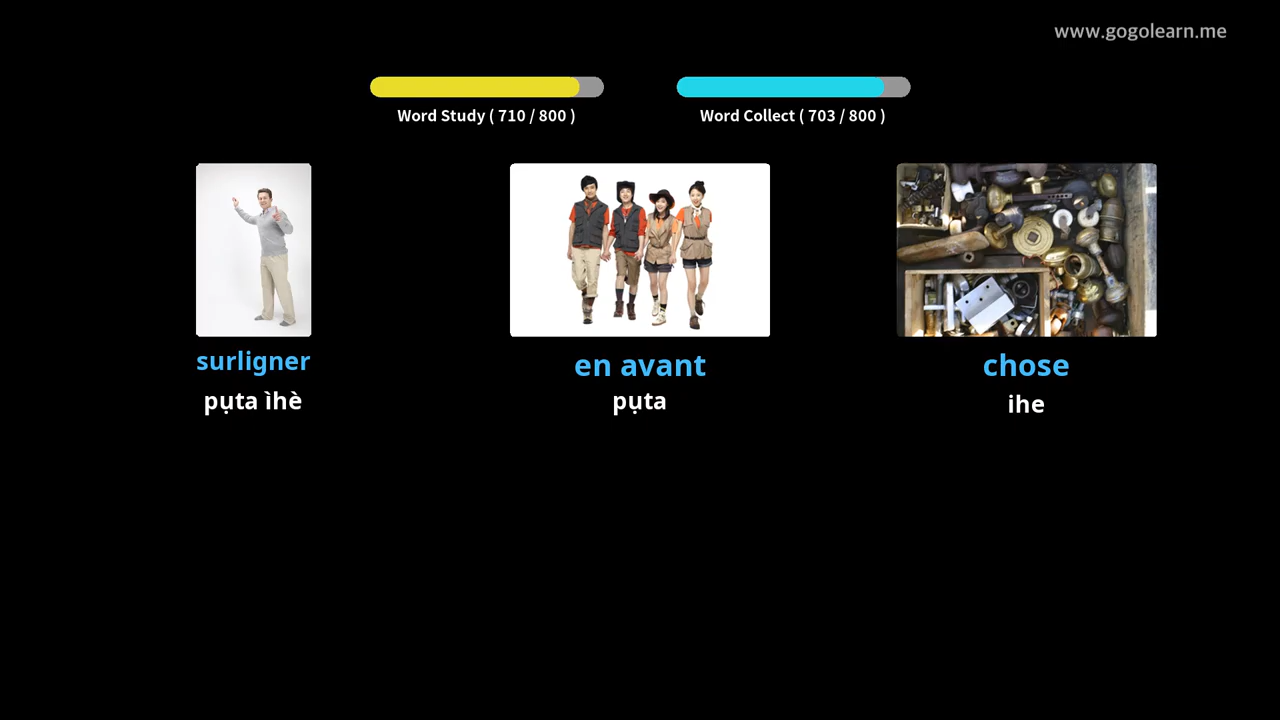 www.gogolearn.me
Word Study ( 710 / 800 )
Word Collect ( 703 / 800 )
surligner
pụta ìhè
en avant
pụta
chose
ihe